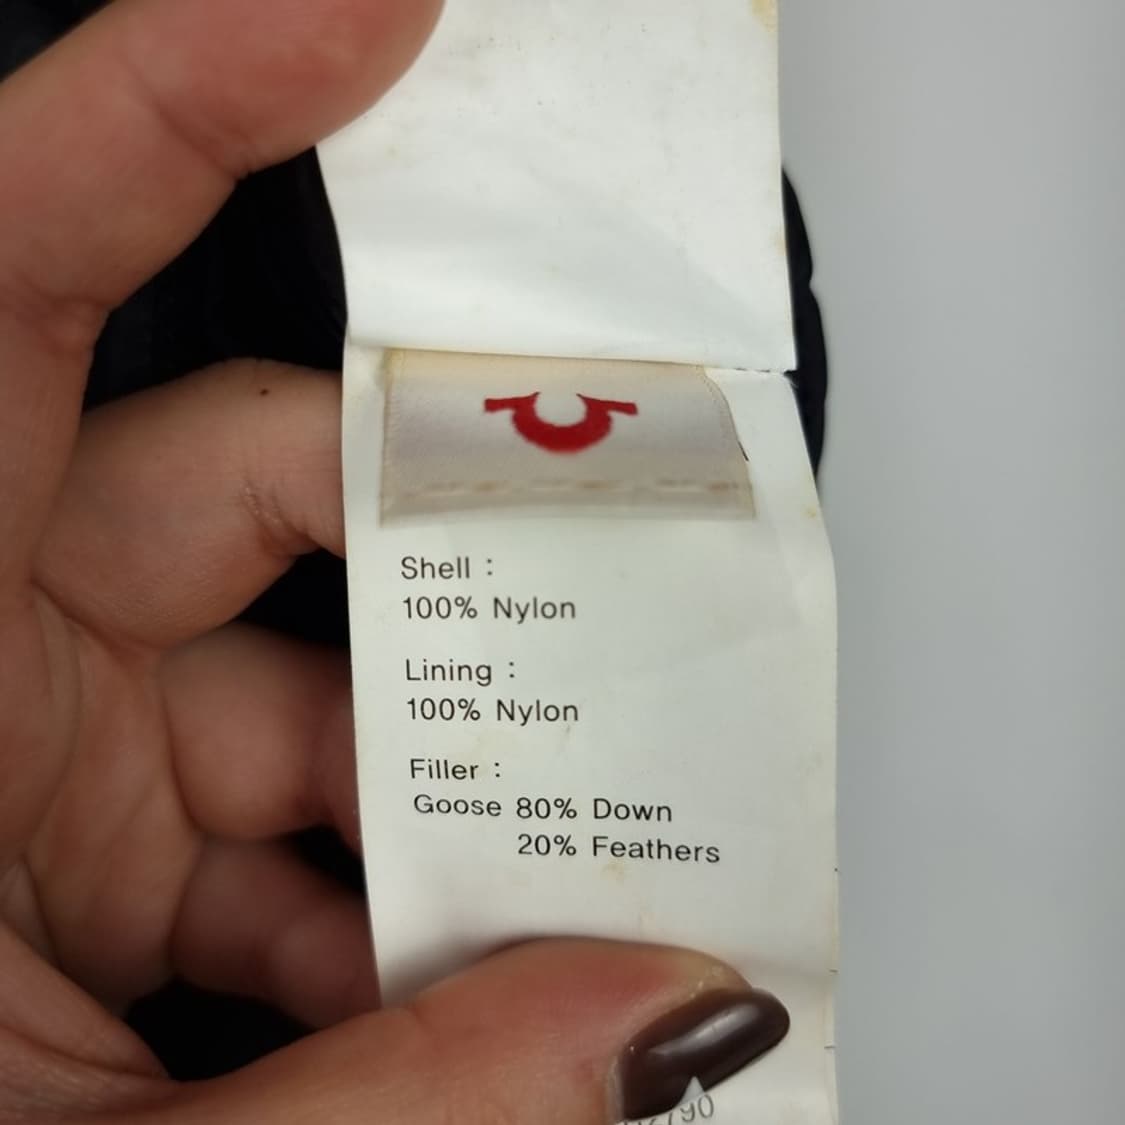 Shell :
100% Nylon
Lining :
100% Nylon
Filler :
Goose 80% Down
20% Feathers